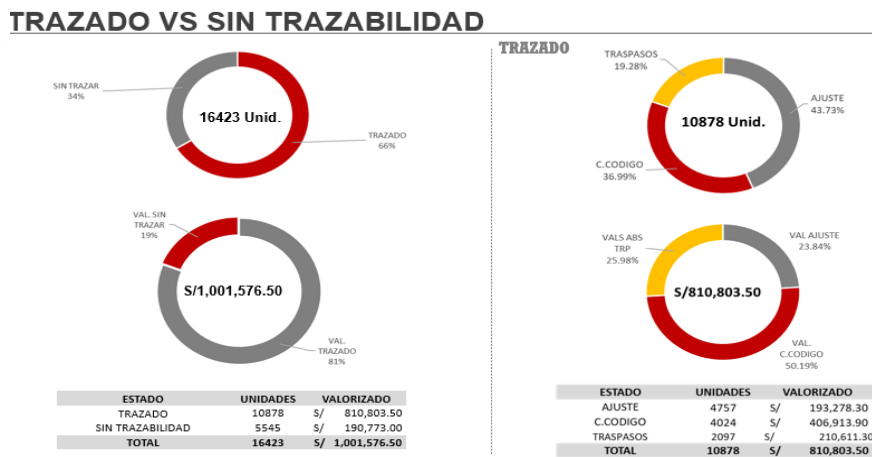 TRAZADO VS SIN TRAZABILIDAD
SIN TRAZAR
34%
16423 Unid.
TRAZADO
66%
VAL. SIN
TRAZAR
19%
S/1,001,576.50
VAL.
TRAZADO
81%
ESTADO UNIDADES VALORIZADO
TRAZADO 10878 S/ 810,803.50
SIN TRAZABILIDAD 5545 S/ 190,773.00
TOTAL 16423 S/ 1,001,576.50
TRAZADO
TRASPASOS
19.28%
AJUSTE
43.73%
10878 Unid.
C.CODIGO
36.99%
VALS ABS
TRP
25.98%
VAL AJUSTE
23.84%
S/810,803.50
VAL.
C.CODIGO
50.19%
ESTADO UNIDADES VALORIZADO
AJUSTE 4757 S/ 193,278.30
C.CODIGO 4024 S/ 406,913.90
TRASPASOS 2097 S/ 210,611.30
TOTAL 10878 S/ 810,803.50